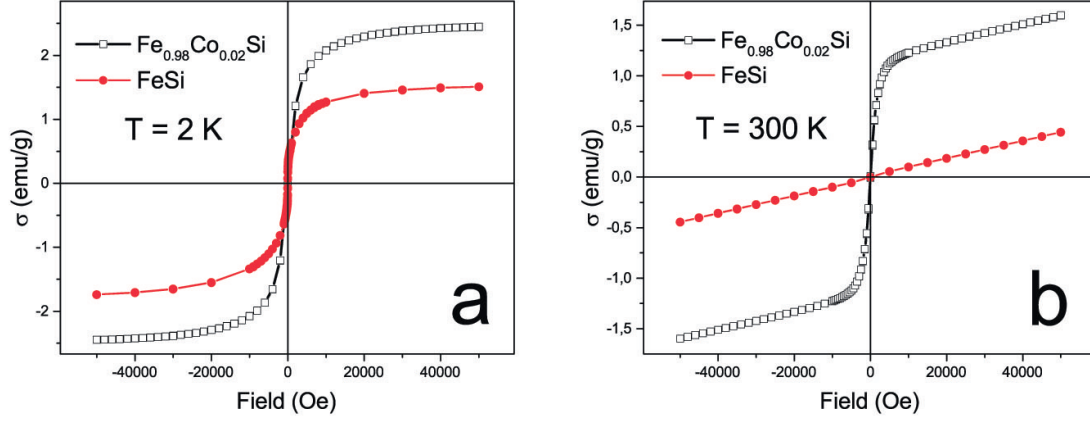 Fe0.98Co0.02Si
FeSi
T = 2 K
a
σ (emu/g)
2
1
0
-1
-2
-40000 -20000 0 20000 40000
Field (Oe)
Fe0.98Co0.02Si
FeSi
T = 300 K
b
σ (emu/g)
1,5
1,0
0,5
0,0
-0,5
-1,0
-1,5
-40000 -20000 0 20000 40000
Field (Oe)